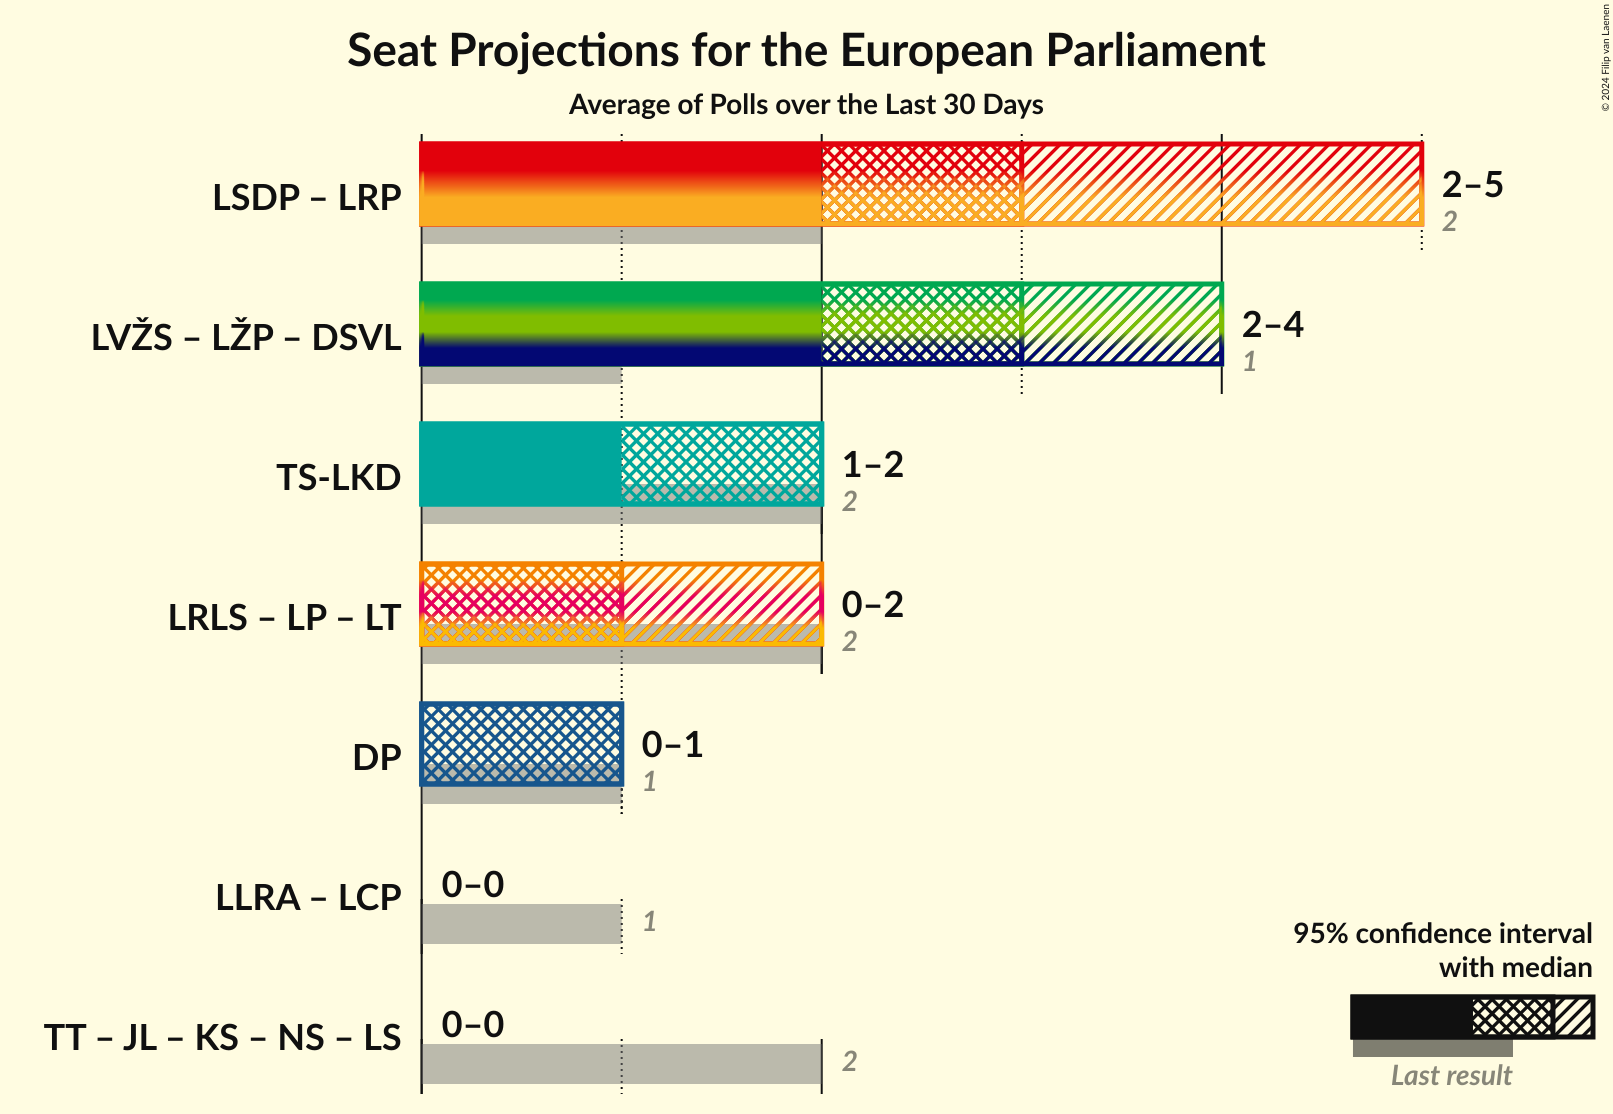 Seat Projections for the European Parliament
Average of Polls over the Last 30 Days
© 2024 Filip van Laenen
LSDP – LRP
2–5
2
LVŽS – LŽP – DSVL
2–4
1
TS-LKD
1–2
2
LRLS – LP – LT
0–2
2
DP
0–1
1
LLRA – LCP
0–0
1
TT – JL – KS – NS – LS
0–0
2
95% confidence interval
with median
Last result